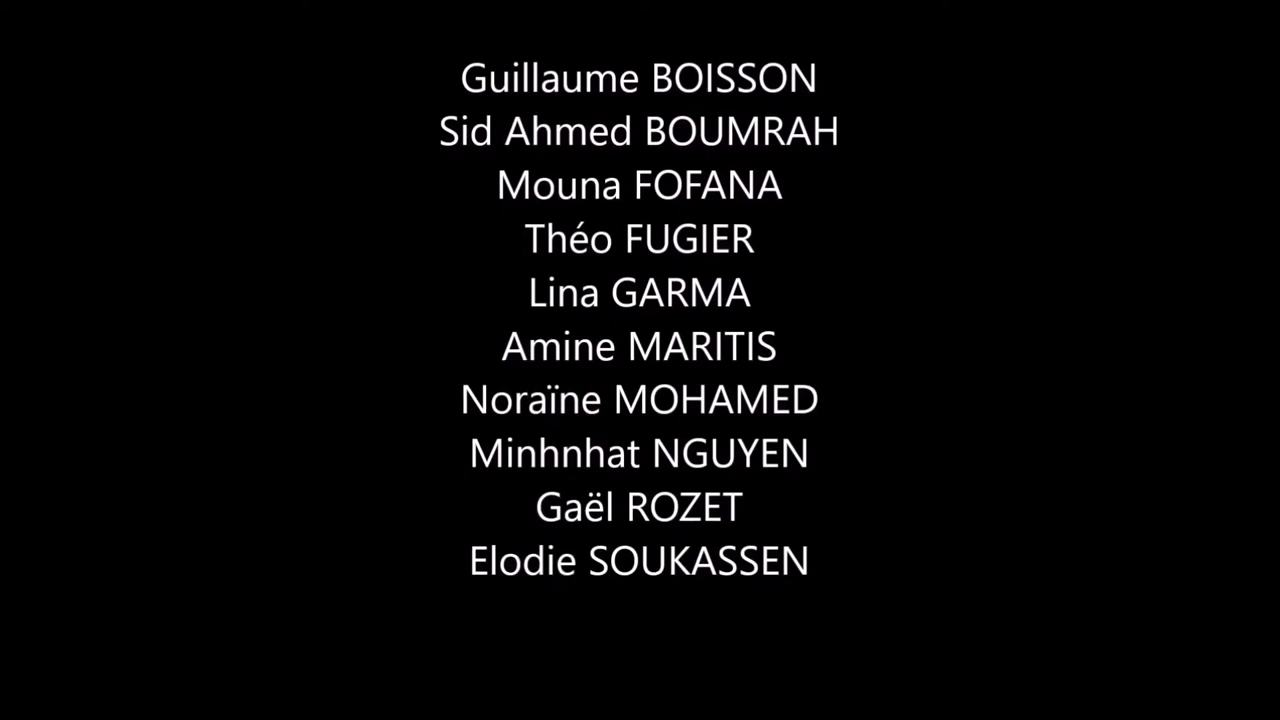 Guillaume BOISSON
Sid Ahmed BOUMRAH
Mouna FOFANA
Théo FUGIER
Lina GARMA
Amine MARITIS
Noraïne MOHAMED
Minhnhat NGUYEN
Gaël ROZET
Elodie SOUKASSEN